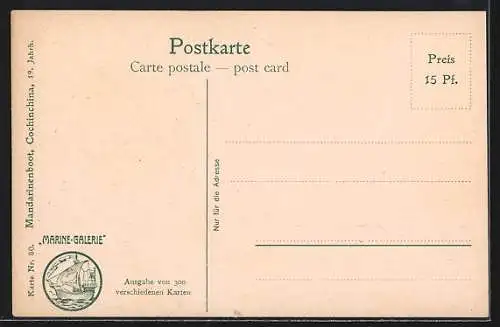 Postkarte
Carte postale — post card
Preis
15 Pf.
Karte Nr. 80. Mandarinenboot, Cochinchina, 19. Jahrh.
Nur für die Adresse
„MARINE-GALERIE"
Ausgabe von 300
verschiedenen Karten